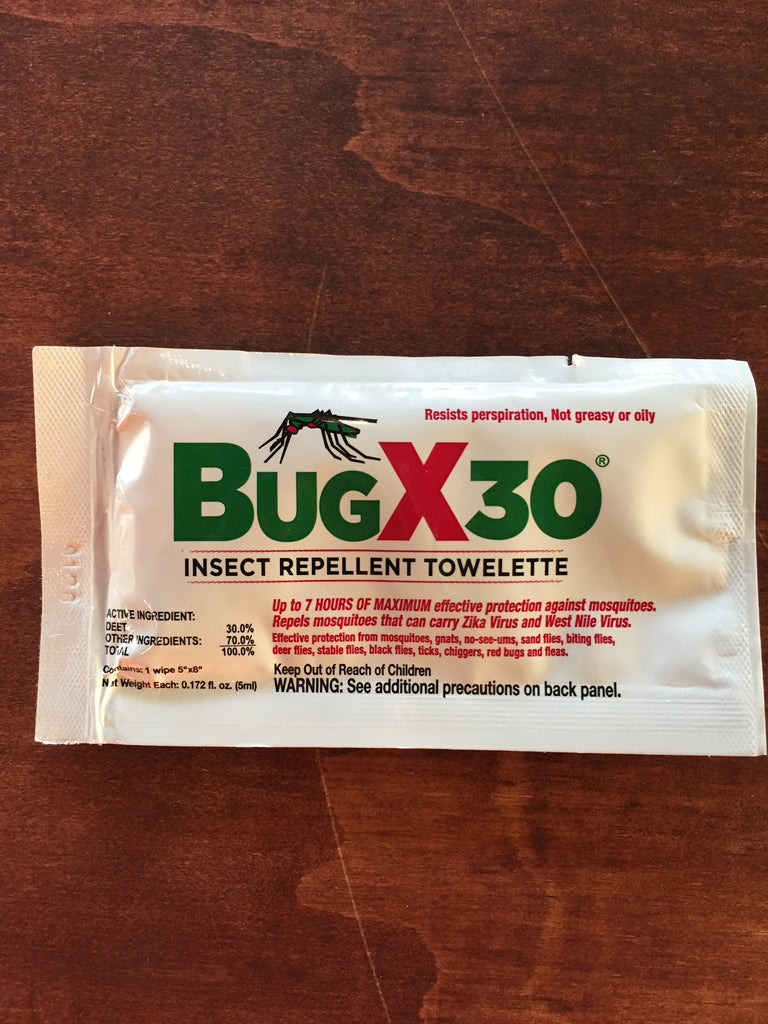 Resists perspiration, Not greasy or oily
BUGX30®
INSECT REPELLENT TOWELETTE
Up to 7 HOURS OF MAXIMUM effective protection against mosquitoes.
Repels mosquitoes that can carry Zika Virus and West Nile Virus.
Effective protection from mosquitoes, gnats, no-see-ums, sand flies, biting flies,
deer flies, stable flies, black flies, ticks, chiggers, red bugs and fleas.
Keep Out of Reach of Children
WARNING: See additional precautions on back panel.
ACTIVE INGREDIENT:
DEET 30.0%
OTHER INGREDIENTS: 70.0%
TOTAL 100.0%
Contains: 1 wipe 5"x8"
Net Weight Each: 0.172 fl. oz. (5ml)